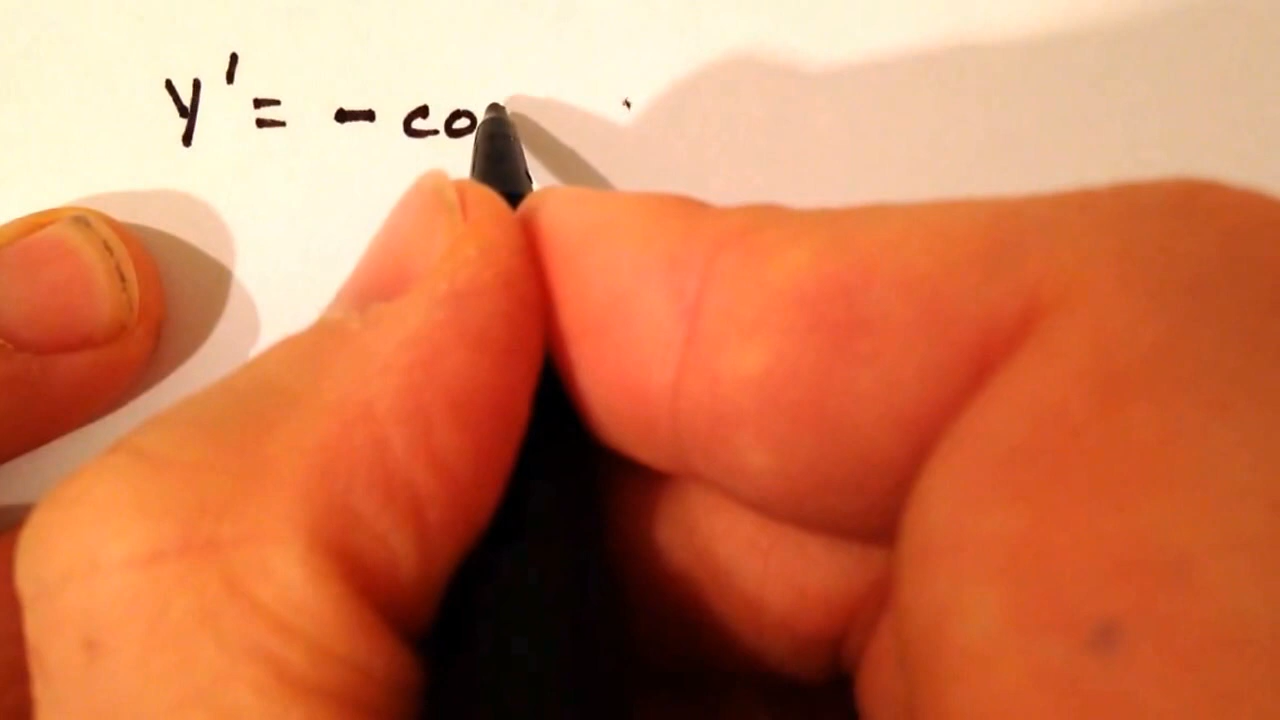 y' = - co